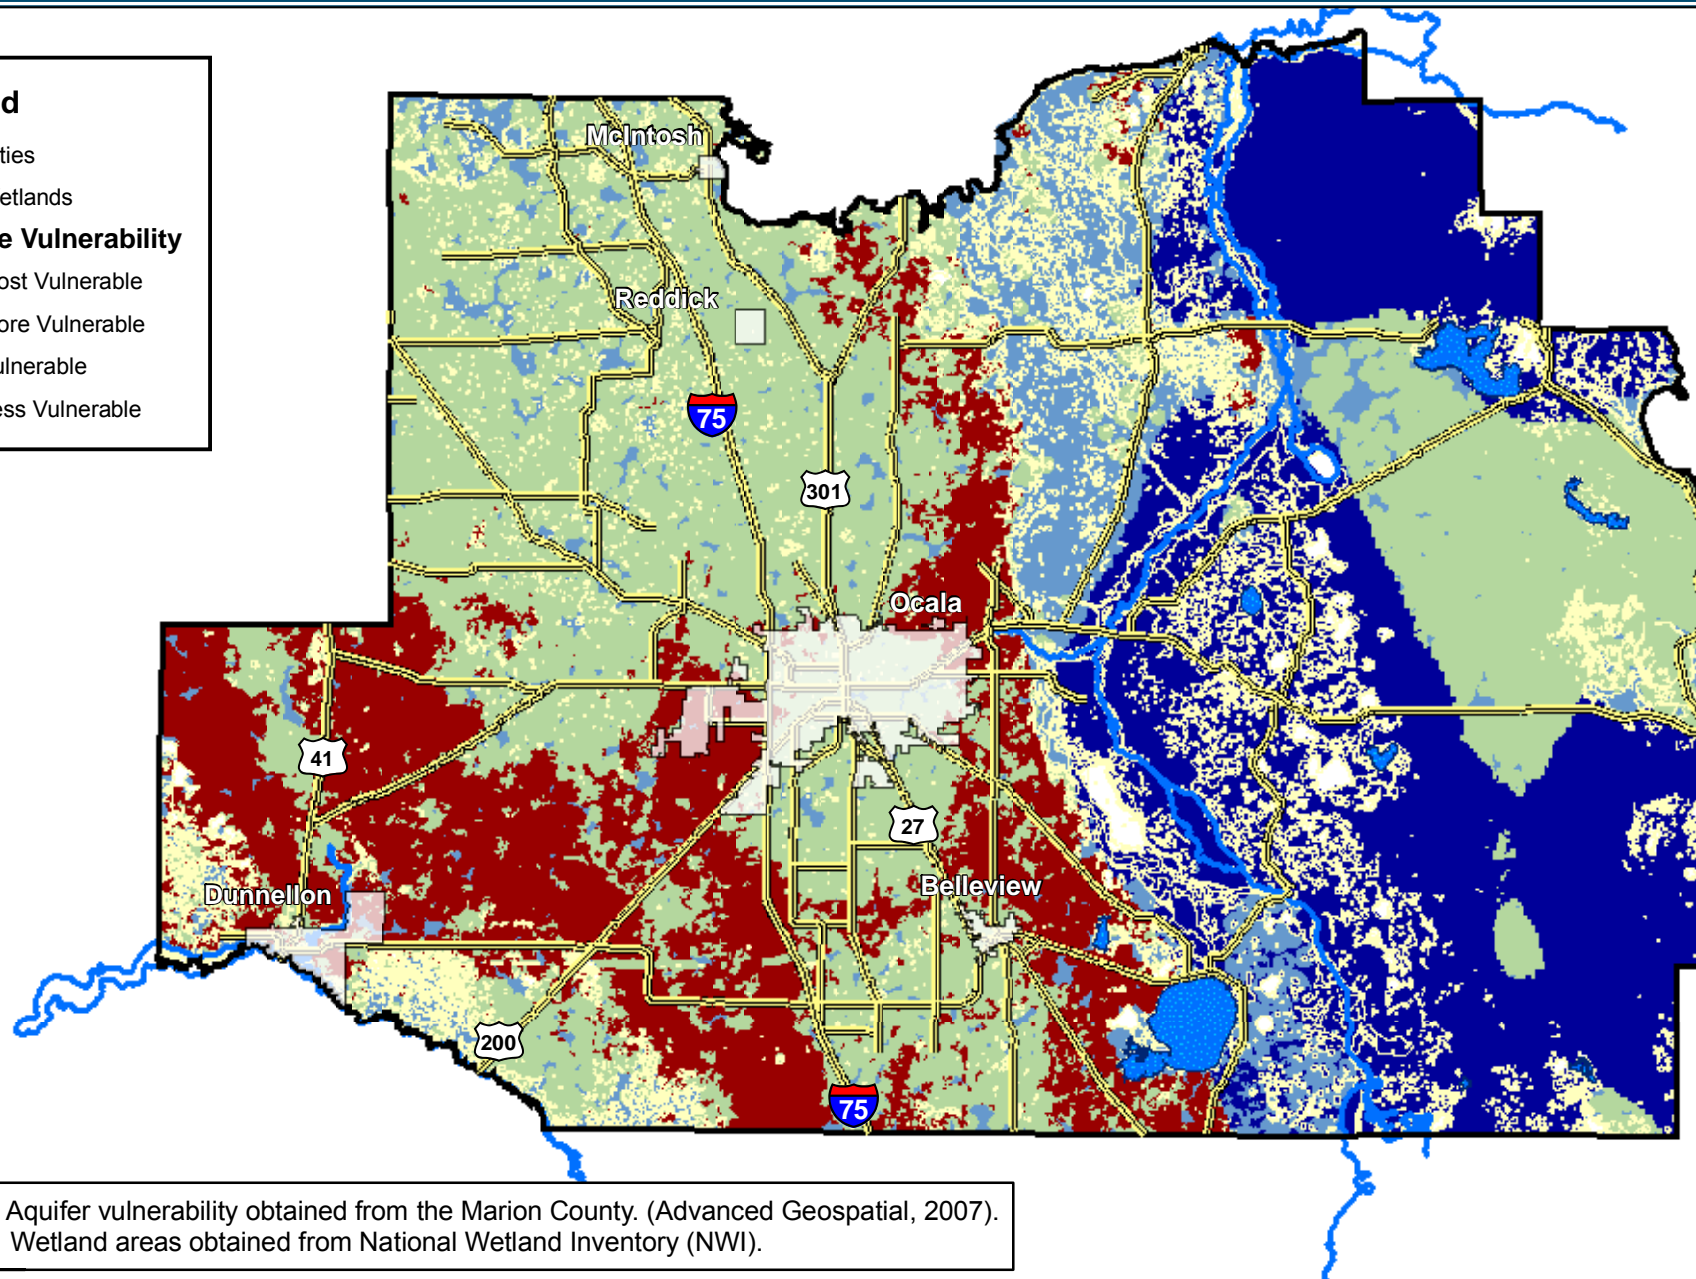 d
ties
etlands
e Vulnerability
ost Vulnerable
ore Vulnerable
ulnerable
ess Vulnerable
McIntosh
Reddick
75
301
Ocala
41
27
Dunnellon
Belleview
200
75
Aquifer vulnerability obtained from the Marion County. (Advanced Geospatial, 2007).
Wetland areas obtained from National Wetland Inventory (NWI).